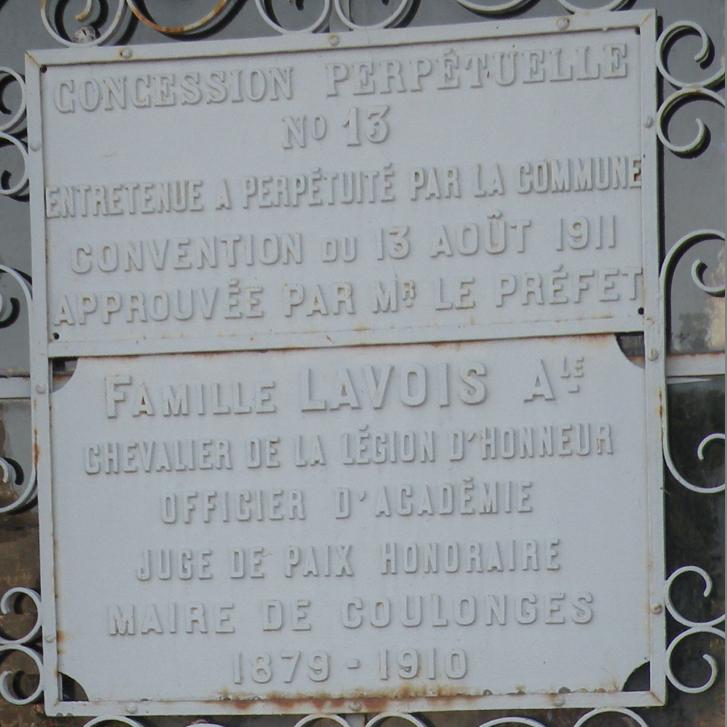 CONCESSION PERPÉTUELLE
No 13
ENTRETENUE A PERPÉTUITÉ PAR LA COMMUNE
CONVENTION DU 13 AOÛT 1911
APPROUVÉE PAR MR LE PRÉFET
FAMILLE LAVOIS ALE
CHEVALIER DE LA LÉGION D'HONNEUR
OFFICIER D'ACADÉMIE
JUGE DE PAIX HONORAIRE
MAIRE DE COULONGES
1879 - 1910